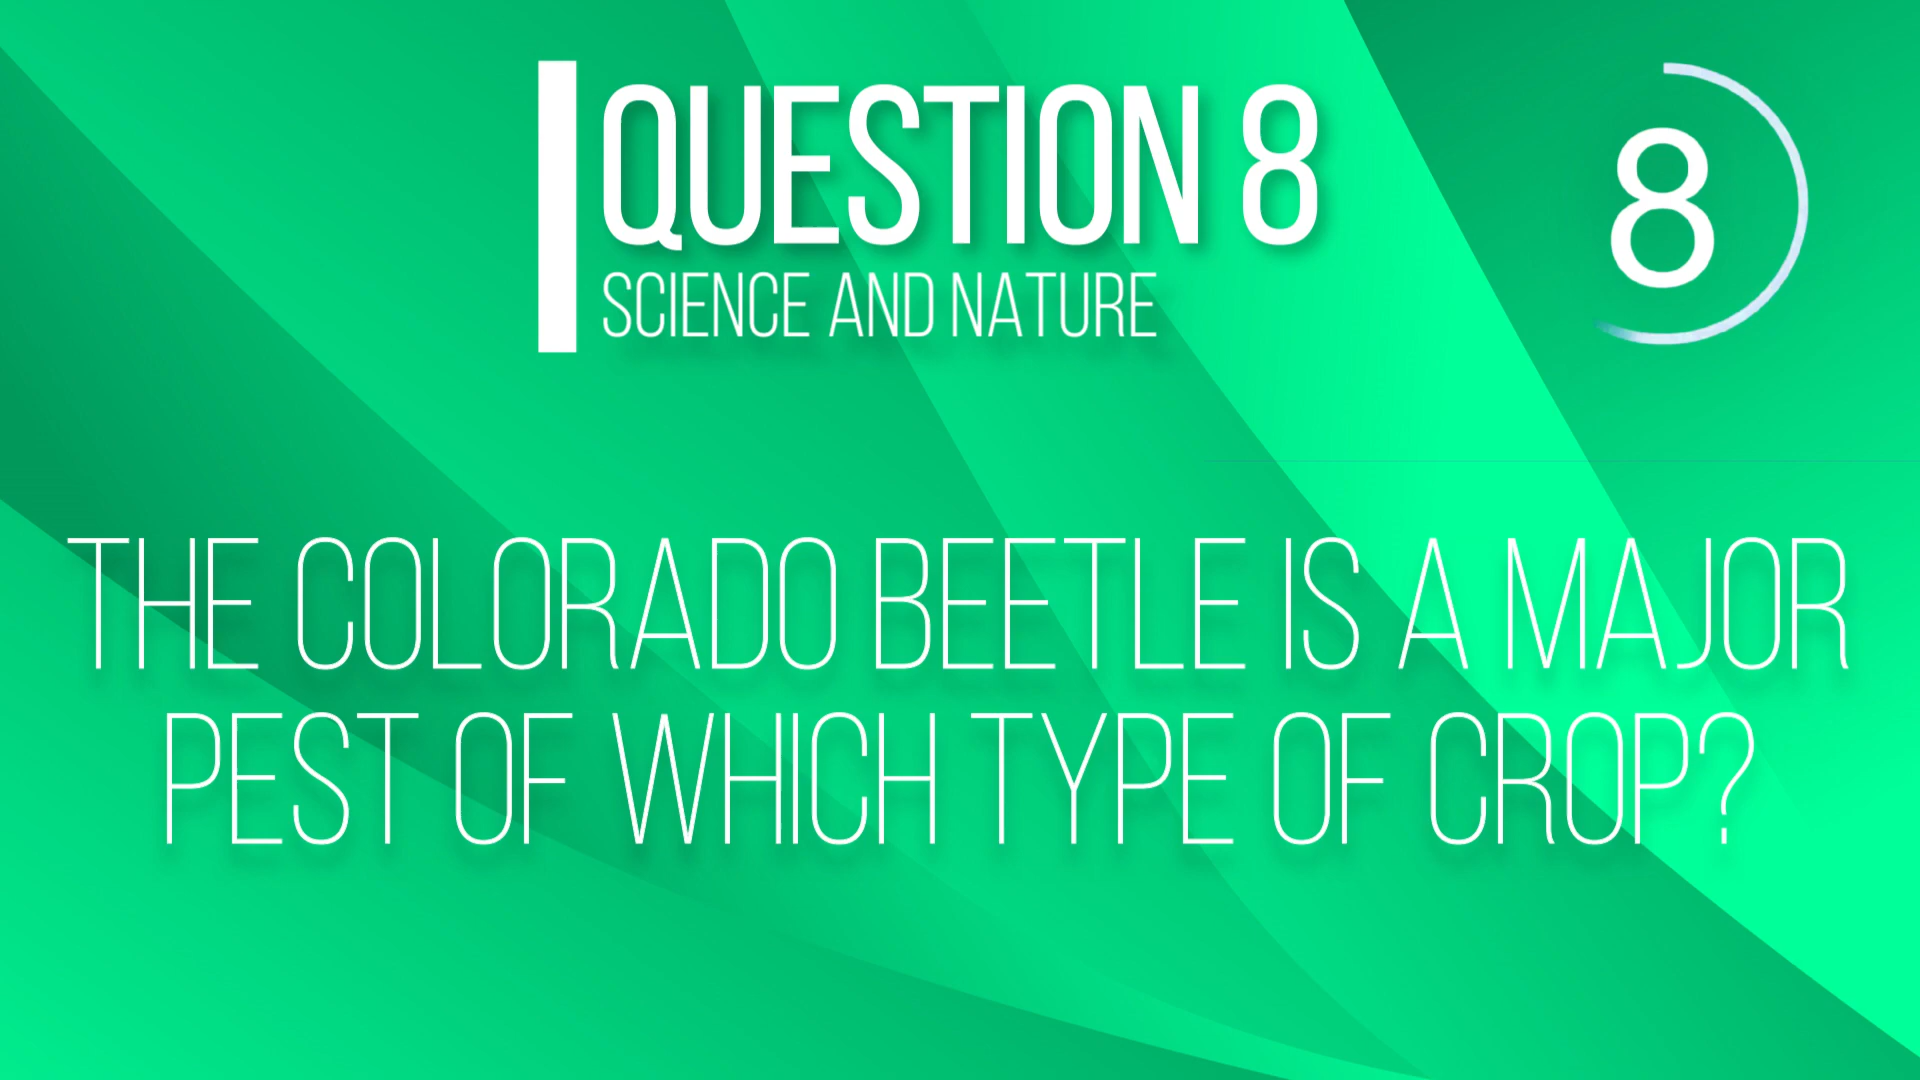 QUESTION 8
SCIENCE AND NATURE
8
THE COLORADO BEETLE IS A MAJOR
PEST OF WHICH TYPE OF CROP?